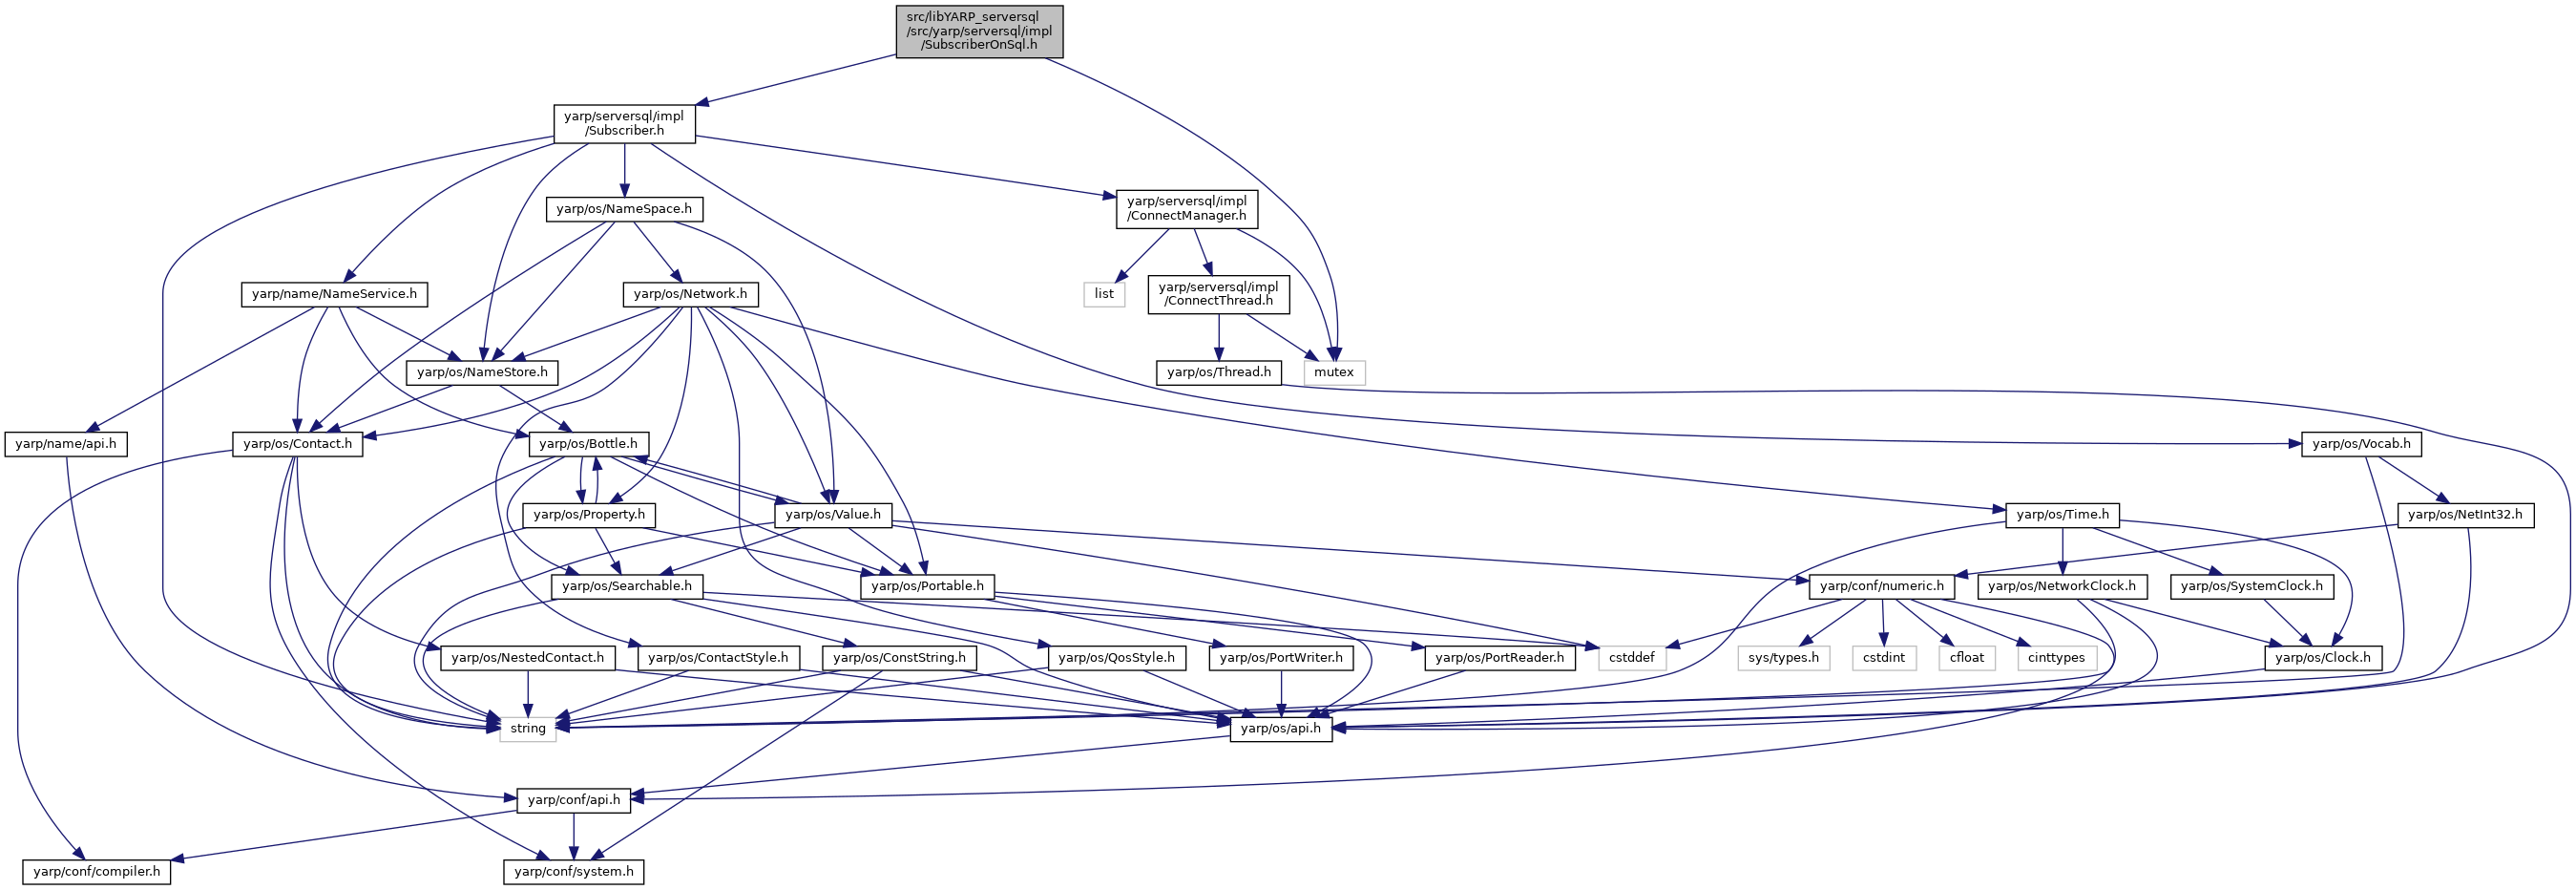 src/libYARP_serversql
/src/yarp/serversql/impl
/SubscriberOnSql.h
yarp/serversql/impl
/Subscriber.h
yarp/os/NameSpace.h
yarp/serversql/impl
/ConnectManager.h
yarp/name/NameService.h
yarp/os/Network.h
list
yarp/serversql/impl
/ConnectThread.h
yarp/os/NameStore.h
yarp/os/Thread.h
mutex
yarp/name/api.h
yarp/os/Contact.h
yarp/os/Bottle.h
yarp/os/Vocab.h
yarp/os/Property.h
yarp/os/Value.h
yarp/os/Time.h
yarp/os/NetInt32.h
yarp/os/Searchable.h
yarp/os/Portable.h
yarp/conf/numeric.h
yarp/os/NetworkClock.h
yarp/os/SystemClock.h
yarp/os/NestedContact.h
yarp/os/ContactStyle.h
yarp/os/ConstString.h
yarp/os/QosStyle.h
yarp/os/PortWriter.h
yarp/os/PortReader.h
cstddef
sys/types.h
cstdint
cfloat
cinttypes
yarp/os/Clock.h
string
yarp/os/api.h
yarp/conf/api.h
yarp/conf/compiler.h
yarp/conf/system.h